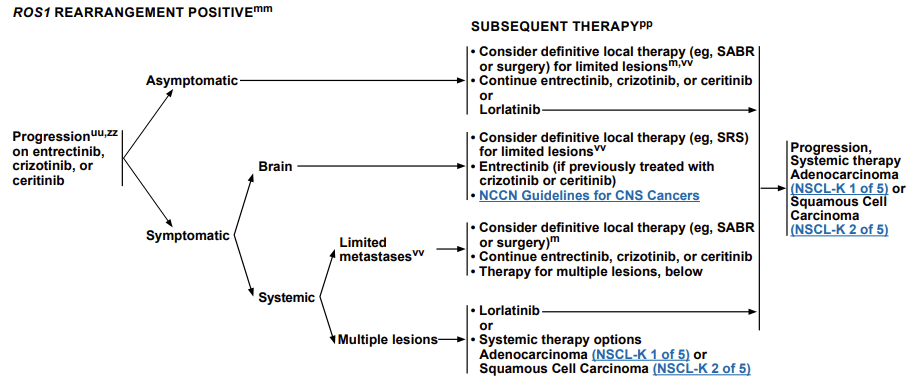 ROS1 REARRANGEMENT POSITIVEmm
SUBSEQUENT THERAPYpp
Progressionuu,zz
on entrectinib,
crizotinib, or
ceritinib
Asymptomatic
• Consider definitive local therapy (eg, SABR
or surgery) for limited lesionsm,vv
• Continue entrectinib, crizotinib, or ceritinib
or
Lorlatinib
Symptomatic
Brain
• Consider definitive local therapy (eg, SRS)
for limited lesionsvv
• Entrectinib (if previously treated with
crizotinib or ceritinib)
• NCCN Guidelines for CNS Cancers
Systemic
Limited
metastasesvv
• Consider definitive local therapy (eg, SABR
or surgery)m
• Continue entrectinib, crizotinib, or ceritinib
• Therapy for multiple lesions, below
Multiple lesions
• Lorlatinib
or
• Systemic therapy options
Adenocarcinoma (NSCL-K 1 of 5) or
Squamous Cell Carcinoma (NSCL-K 2 of 5)
Progression,
Systemic therapy
Adenocarcinoma
(NSCL-K 1 of 5) or
Squamous Cell
Carcinoma
(NSCL-K 2 of 5)